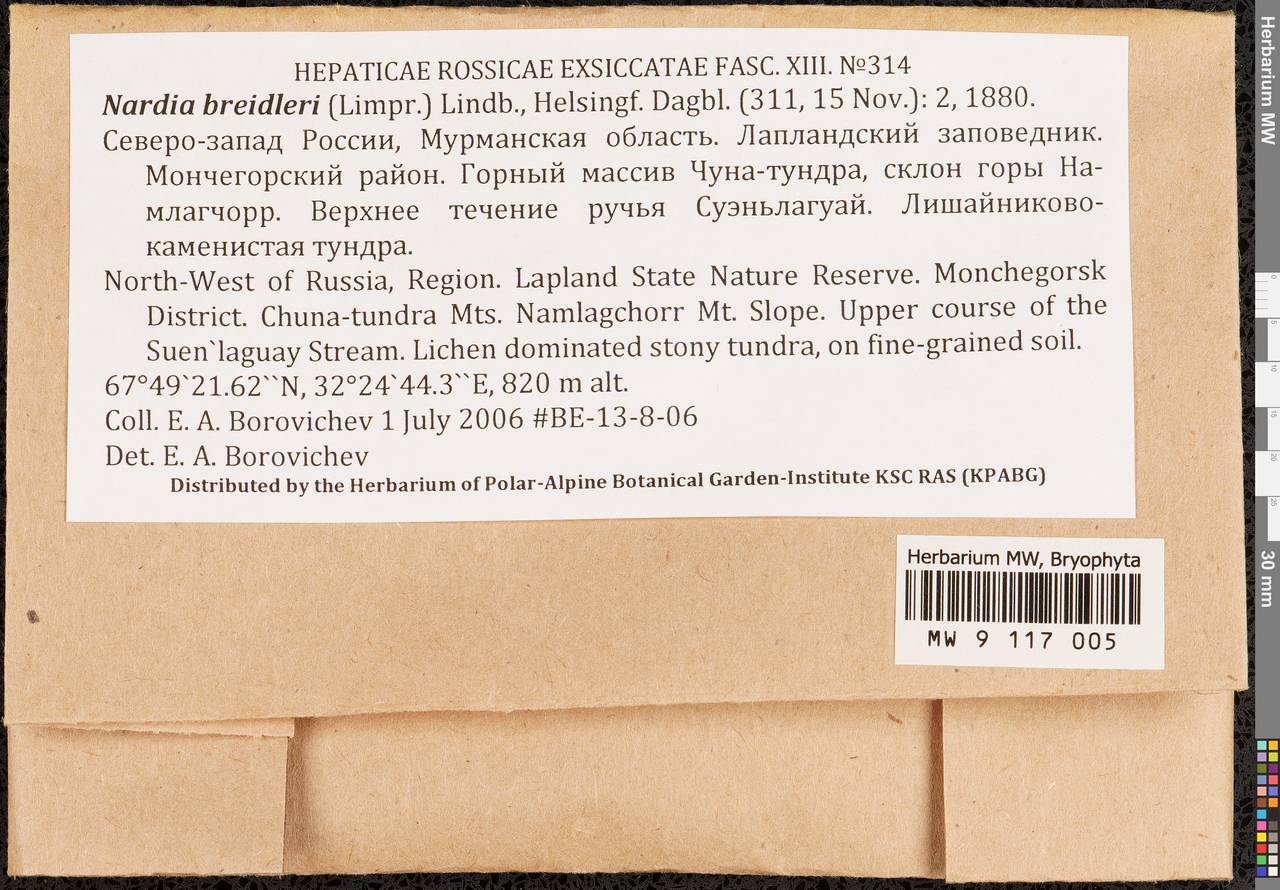 HEPATICAE ROSSICAE EXSICCATAE FASC. XIII. №314
Nardia breidleri (Limpr.) Lindb., Helsingf. Dagbl. (311, 15 Nov.): 2, 1880.
Северо-запад России, Мурманская область. Лапландский заповедник.
Мончегорский район. Горный массив Чуна-тундра, склон горы На-
млагчорр. Верхнее течение ручья Суэньлагуай. Лишайниково-
каменистая тундра.
North-West of Russia, Region. Lapland State Nature Reserve. Monchegorsk
District. Chuna-tundra Mts. Namlagchorr Mt. Slope. Upper course of the
Suen`laguay Stream. Lichen dominated stony tundra, on fine-grained soil.
67°49`21.62``N, 32°24`44.3``E, 820 m alt.
Coll. E. A. Borovichev 1 July 2006 #BE-13-8-06
Det. E. A. Borovichev
Distributed by the Herbarium of Polar-Alpine Botanical Garden-Institute KSC RAS (KPABG)
Herbarium MW, Bryophyta
MW 9 117 005
Herbarium MW
0
5
10
15
20
25
30 mm